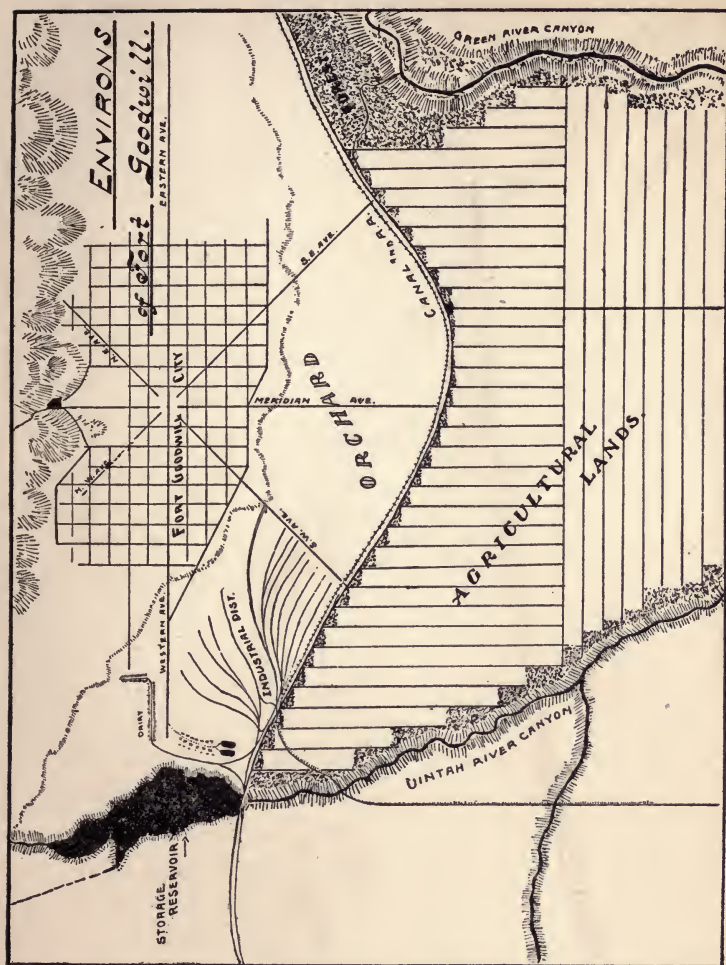 ENVIRONS
of Fort Goodwill.
EASTERN AVE.
GREEN RIVER CANYON
FOREST
N.E. AVE.
S.E. AVE.
CANAL AND R.R.
N.W. AVE.
FORT GOODWILL CITY
MERIDIAN AVE.
ORCHARD
S.W. AVE.
WESTERN AVE.
INDUSTRIAL DIST.
DAIRY
AGRICULTURAL
LANDS.
UINTAH RIVER CANYON
STORAGE
RESERVOIR